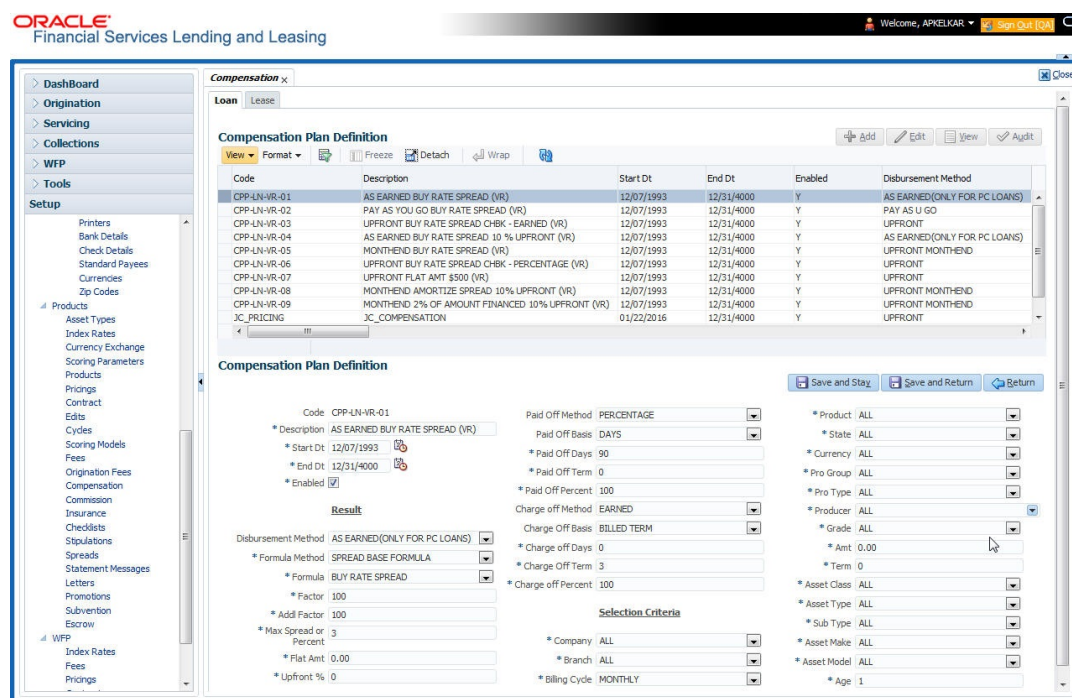 ORACLE
Financial Services Lending and Leasing
Welcome, APKELKAR
Sign Out [QA]
DashBoard
Origination
Servicing
Collections
WFP
Tools
Setup
Printers
Bank Details
Check Details
Standard Payees
Currencies
Zip Codes
Products
Asset Types
Index Rates
Currency Exchange
Scoring Parameters
Products
Pricings
Contract
Edits
Cycles
Scoring Models
Fees
Origination Fees
Compensation
Commission
Insurance
Checklists
Stipulations
Spreads
Statement Messages
Letters
Promotions
Subvention
Escrow
WFP
Index Rates
Fees
Pricings
Compensation
Close
Loan Lease
Compensation Plan Definition
Add Edit View Audit
View Format Freeze Detach Wrap
Code Description Start Dt End Dt Enabled Disbursement Method
CPP-LN-VR-01 AS EARNED BUY RATE SPREAD (VR) 12/07/1993 12/31/4000 Y AS EARNED(ONLY FOR PC LOANS)
CPP-LN-VR-02 PAY AS YOU GO BUY RATE SPREAD (VR) 12/07/1993 12/31/4000 Y PAY AS U GO
CPP-LN-VR-03 UPFRONT BUY RATE SPREAD CHBK - EARNED (VR) 12/07/1993 12/31/4000 Y UPFRONT
CPP-LN-VR-04 AS EARNED BUY RATE SPREAD 10 % UPFRONT (VR) 12/07/1993 12/31/4000 Y AS EARNED(ONLY FOR PC LOANS)
CPP-LN-VR-05 MONTHEND BUY RATE SPREAD (VR) 12/07/1993 12/31/4000 Y UPFRONT MONTHEND
CPP-LN-VR-06 UPFRONT BUY RATE SPREAD CHBK - PERCENTAGE (VR) 12/07/1993 12/31/4000 Y UPFRONT
CPP-LN-VR-07 UPFRONT FLAT AMT $500 (VR) 12/07/1993 12/31/4000 Y UPFRONT
CPP-LN-VR-08 MONTHEND AMORTIZE SPREAD 10% UPFRONT (VR) 12/07/1993 12/31/4000 Y UPFRONT MONTHEND
CPP-LN-VR-09 MONTHEND 2% OF AMOUNT FINANCED 10% UPFRONT (VR) 12/07/1993 12/31/4000 Y UPFRONT MONTHEND
JC_PRICING JC_COMPENSATION 01/22/2016 12/31/4000 Y UPFRONT
Compensation Plan Definition
Save and Stay Save and Return Return
Code CPP-LN-VR-01
* Description AS EARNED BUY RATE SPREAD (VR)
* Start Dt 12/07/1993
* End Dt 12/31/4000
* Enabled
Result
Disbursement Method AS EARNED(ONLY FOR PC LOANS)
* Formula Method SPREAD BASE FORMULA
* Formula BUY RATE SPREAD
* Factor 100
* Addl Factor 100
* Max Spread or Percent 3
* Flat Amt 0.00
* Upfront % 0
Paid Off Method PERCENTAGE
Paid Off Basis DAYS
* Paid Off Days 90
* Paid Off Term 0
* Paid Off Percent 100
Charge off Method EARNED
Charge Off Basis BILLED TERM
* Charge off Days 0
* Charge Off Term 3
* Charge off Percent 100
Selection Criteria
* Company ALL
* Branch ALL
* Billing Cycle MONTHLY
* Product ALL
* State ALL
* Currency ALL
* Pro Group ALL
* Pro Type ALL
* Producer ALL
* Grade ALL
* Amt 0.00
* Term 0
* Asset Class ALL
* Asset Type ALL
* Sub Type ALL
* Asset Make ALL
* Asset Model ALL
* Age 1